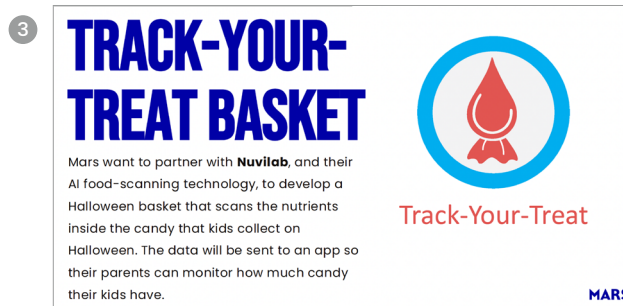 3
TRACK-YOUR-
TREAT BASKET
Mars want to partner with Nuvilab, and their
AI food-scanning technology, to develop a
Halloween basket that scans the nutrients
inside the candy that kids collect on
Halloween. The data will be sent to an app so
their parents can monitor how much candy
their kids have.
Track-Your-Treat
MARS